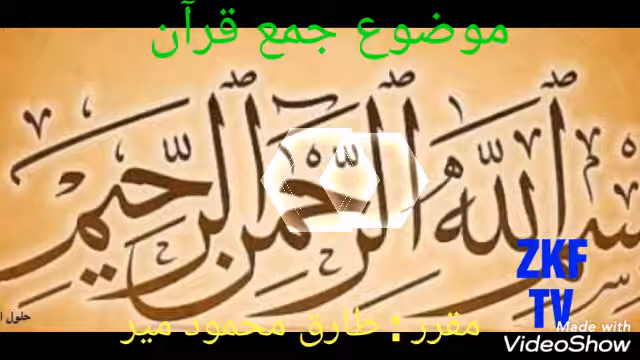 موضوع جمع قرآن
بسم الله الرحمن الرحيم
ZKF
TV
مقرر : طارق محمود میر
Made with
VideoShow